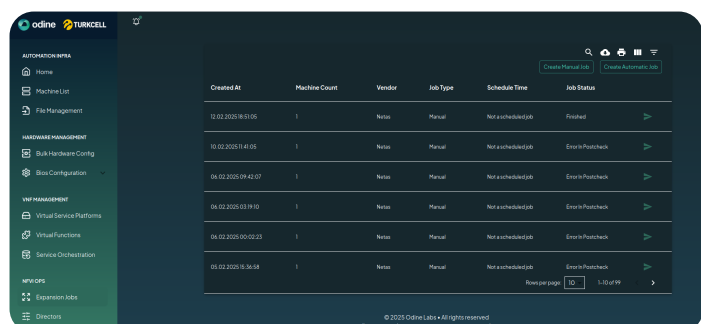 odine TURKCELL
AUTOMATION INFRA
Home
Machine List
File Management
HARDWARE MANAGEMENT
Bulk Hardware Config
Bios Configuration
VNF MANAGEMENT
Virtual Service Platforms
Virtual Functions
Service Orchestration
NFVI OPS
Expansion Jobs
Directors
Create Manual Job Create Automatic Job
Created At Machine Count Vendor Job Type Schedule Time Job Status
12.02.2025 18:51:05 1 Netas Manual Not a scheduled job Finished
10.02.2025 11:41:05 1 Netas Manual Not a scheduled job Error In Postcheck
06.02.2025 09:42:07 1 Netas Manual Not a scheduled job Error In Postcheck
06.02.2025 03:19:10 1 Netas Manual Not a scheduled job Error In Postcheck
06.02.2025 00:02:23 1 Netas Manual Not a scheduled job Error In Postcheck
05.02.2025 15:36:58 1 Netas Manual Not a scheduled job Error In Postcheck
Rows per page: 10 1-10 of 99
© 2025 Odine Labs • All rights reserved